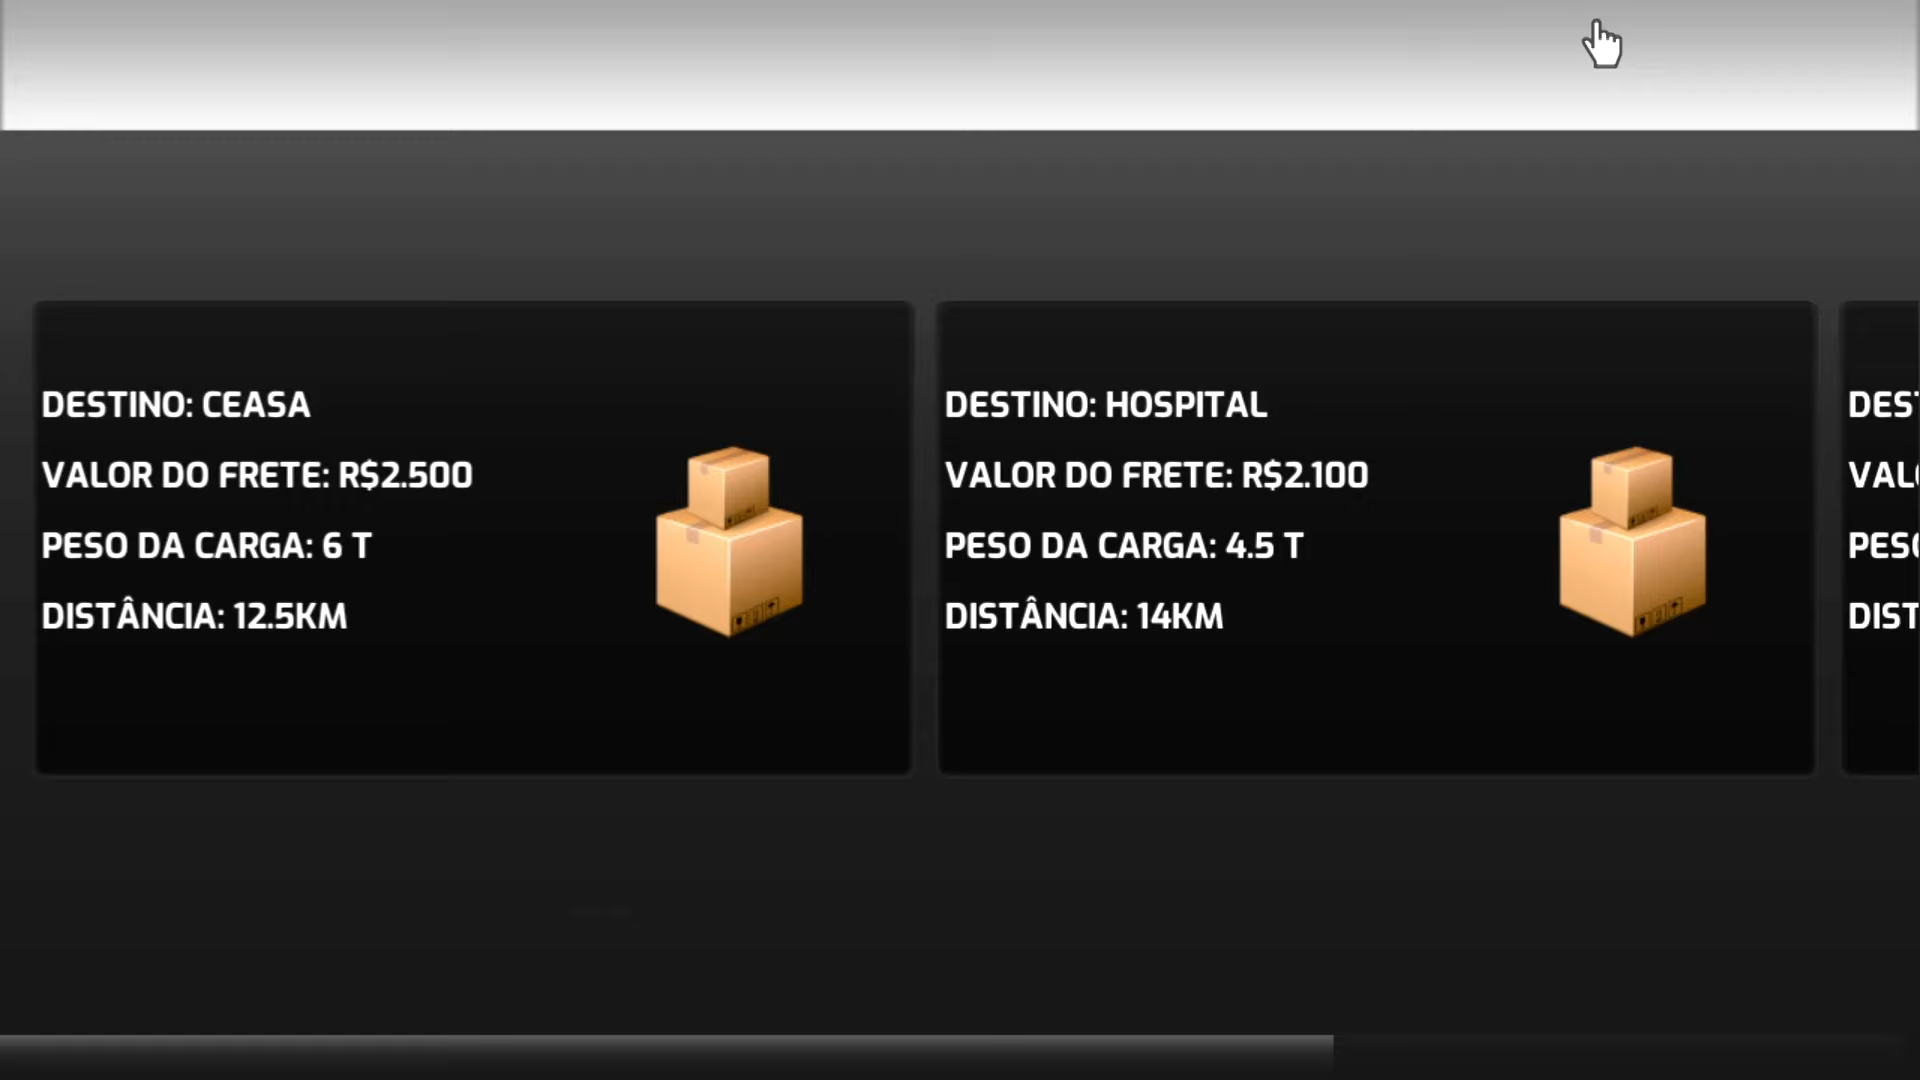 DESTINO: CEASA
VALOR DO FRETE: R$2.500
PESO DA CARGA: 6 T
DISTÂNCIA: 12.5KM
DESTINO: HOSPITAL
VALOR DO FRETE: R$2.100
PESO DA CARGA: 4.5 T
DISTÂNCIA: 14KM